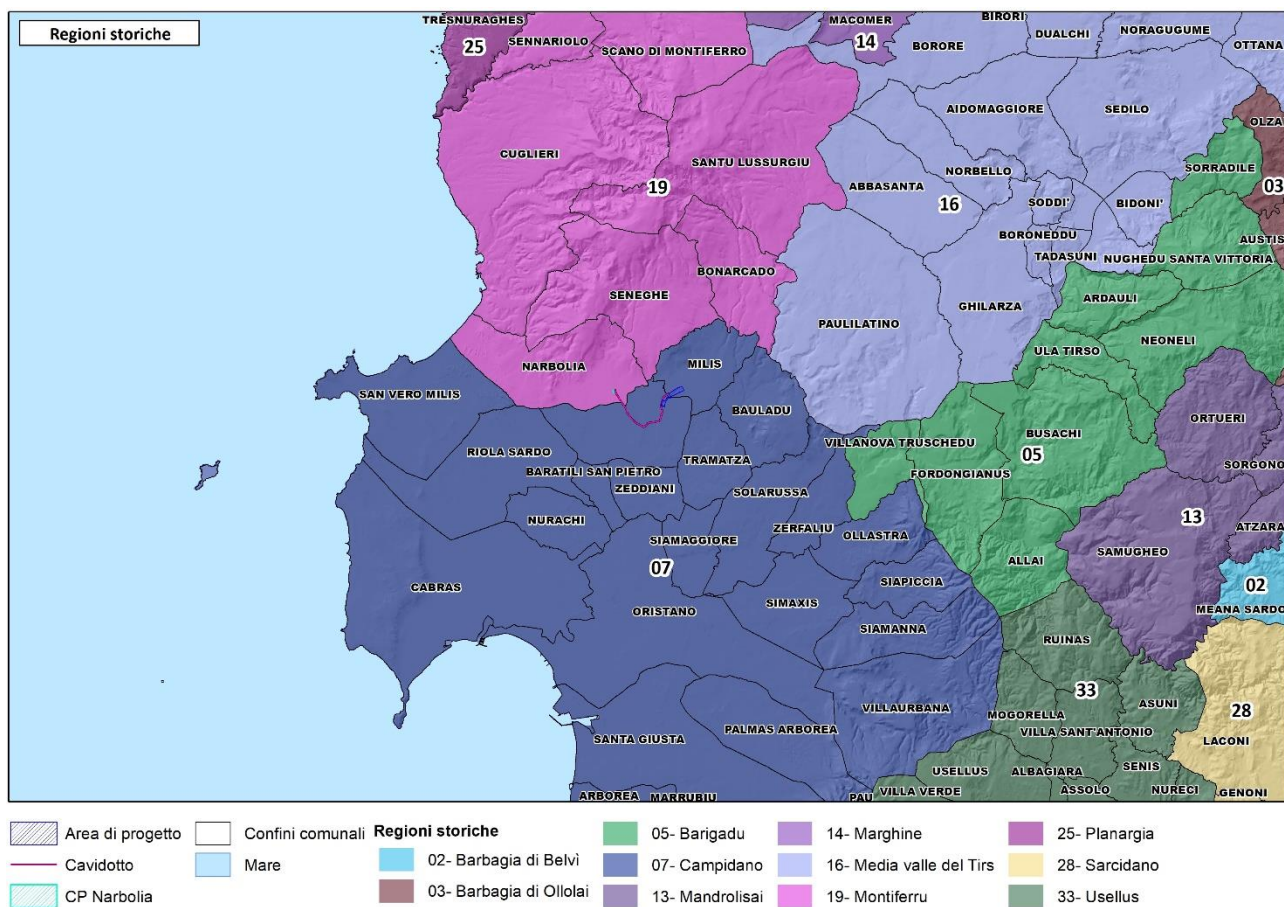 Regioni storiche
TRESNURAGHES
25
SENNARIOLO
SCANO DI MONTIFERRO
MACOMER
14
BIRORI
BORORE
DUALCHI
NORAGUGUME
OTTANA
AIDOMAGGIORE
SEDILO
OLZA
CUGLIERI
SANTU LUSSURGIU
SORRADILE
19
ABBASANTA
NORBELLO
03
16
SODDI'
BIDONI'
BORONEDDU
TADASUNI
AUSTIS
NUGHEDU SANTA VITTORIA
BONARCADO
SENEGHE
GHILARZA
ARDAULI
PAULILATINO
ULA TIRSO
NEONELI
NARBOLIA
MILIS
SAN VERO MILIS
BAULADU
ORTUERI
VILLANOVA TRUSCHEDU
BUSACHI
RIOLA SARDO
TRAMATZA
05
BARATILI SAN PIETRO
FORDONGIANUS
SORGONO
ZEDDIANI
SOLARUSSA
NURACHI
ZERFALIU
13
SIAMAGGIORE
OLLASTRA
ATZARA
SAMUGHEO
ALLAI
07
CABRAS
SIAPICCIA
02
ORISTANO
SIMAXIS
MEANA SARDO
SIAMANNA
RUINAS
33
ASUNI
VILLAURBANA
MOGORELLA
28
PALMAS ARBOREA
VILLA SANT'ANTONIO
SANTA GIUSTA
LACONI
USELLUS
ALBAGIARA
SENIS
ARBOREA
MARRUBIU
PAU
VILLA VERDE
ASSOLO
NURECI
GENONI
Area di progetto
Cavidotto
CP Narbolia
Confini comunali
Mare
Regioni storiche
02- Barbagia di Belvì
03- Barbagia di Ollolai
05- Barigadu
07- Campidano
13- Mandrolisai
14- Marghine
16- Media valle del Tirs
19- Montiferru
25- Planargia
28- Sarcidano
33- Usellus